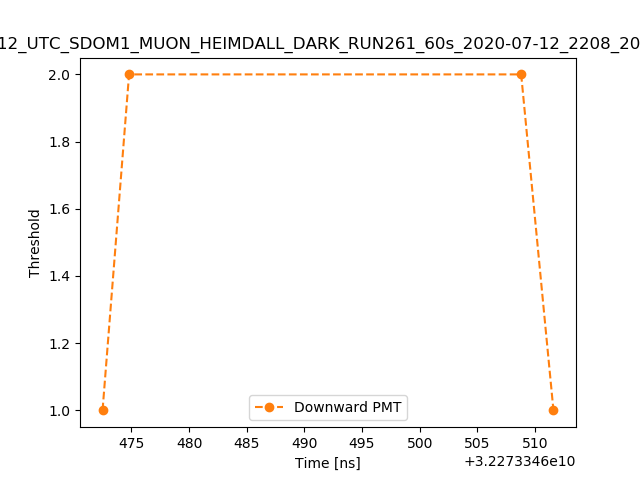 12_UTC_SDOM1_MUON_HEIMDALL_DARK_RUN261_60s_2020-07-12_2208_20
2.0
1.8
1.6
1.4
1.2
1.0
Threshold
Downward PMT
475 480 485 490 495 500 505 510
Time [ns]
+3.2273346e10